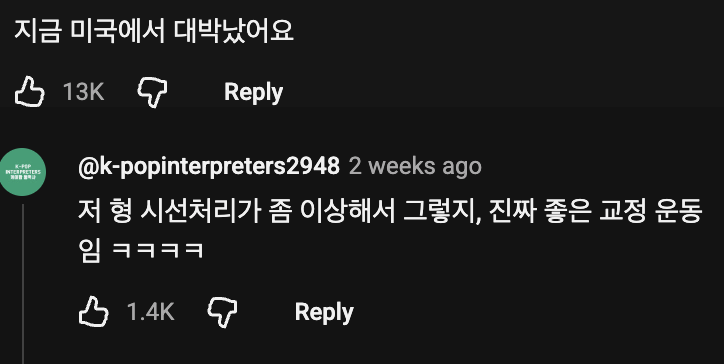 지금 미국에서 대박났어요
13K Reply
K-POP
INTERPRETERS
@k-popinterpreters2948 2 weeks ago
저 형 시선처리가 좀 이상해서 그렇지, 진짜 좋은 교정 운동
임 ㅋㅋㅋㅋ
1.4K Reply